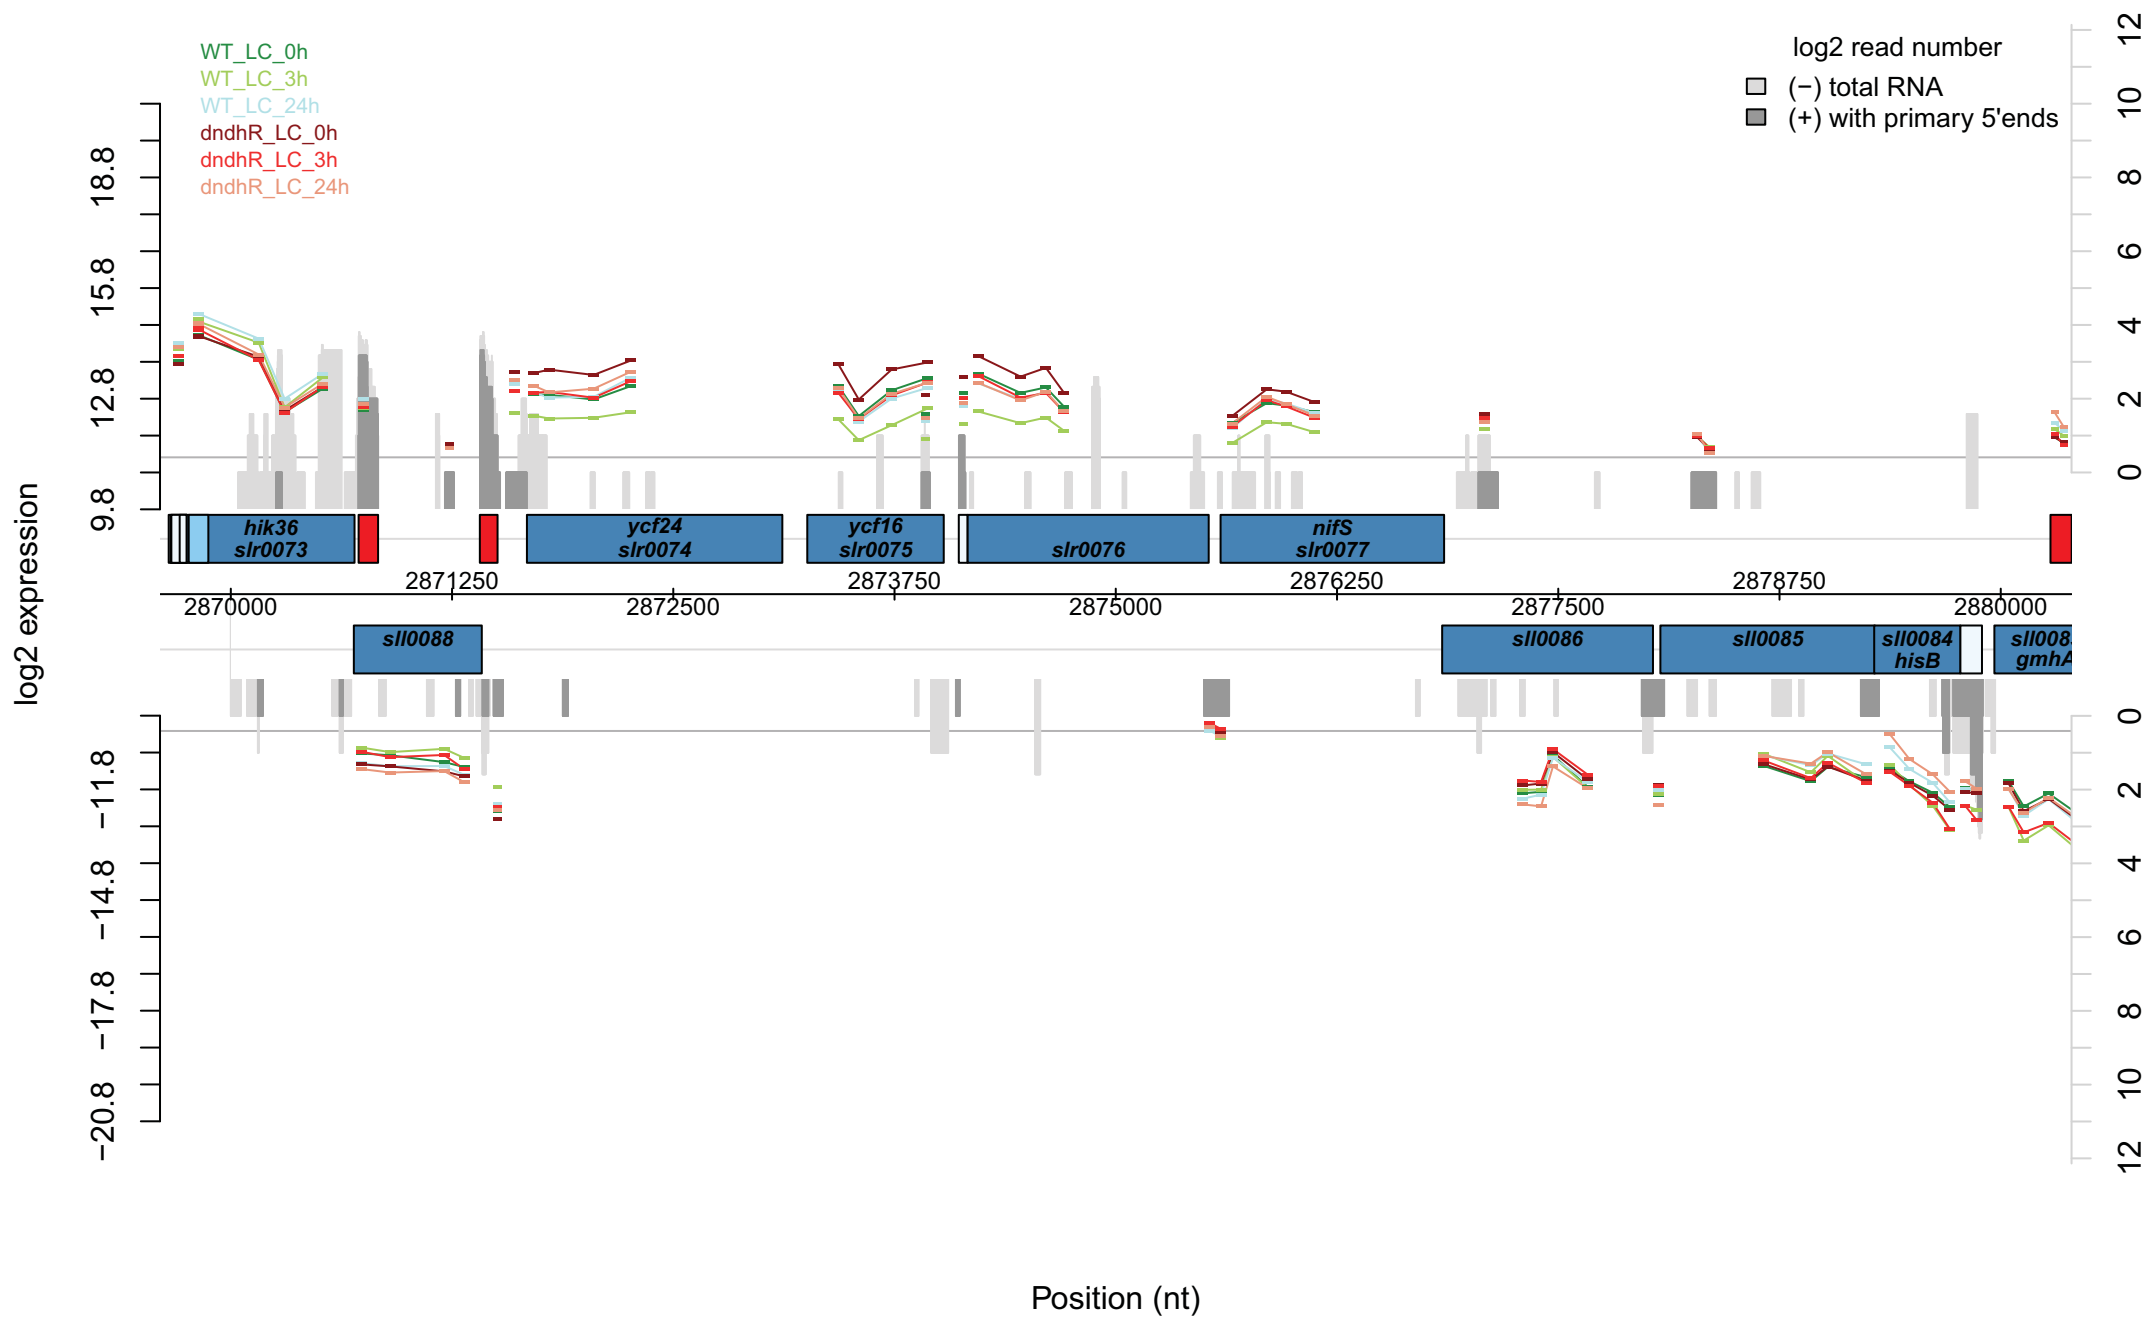 WT_LC_0h
WT_LC_3h
WT_LC_24h
dndhR_LC_0h
dndhR_LC_3h
dndhR_LC_24h
log2 read number
(−) total RNA
(+) with primary 5'ends
log2 expression
18.8
15.8
12.8
9.8
12
10
8
6
4
2
0
hik36
slr0073
ycf24
slr0074
ycf16
slr0075
slr0076
nifS
slr0077
2871250
2873750
2876250
2878750
2870000
2872500
2875000
2877500
2880000
sll0088
sll0086
sll0085
sll0084
hisB
sll008
gmhA
−11.8
−14.8
−17.8
−20.8
0
2
4
6
8
10
12
Position (nt)